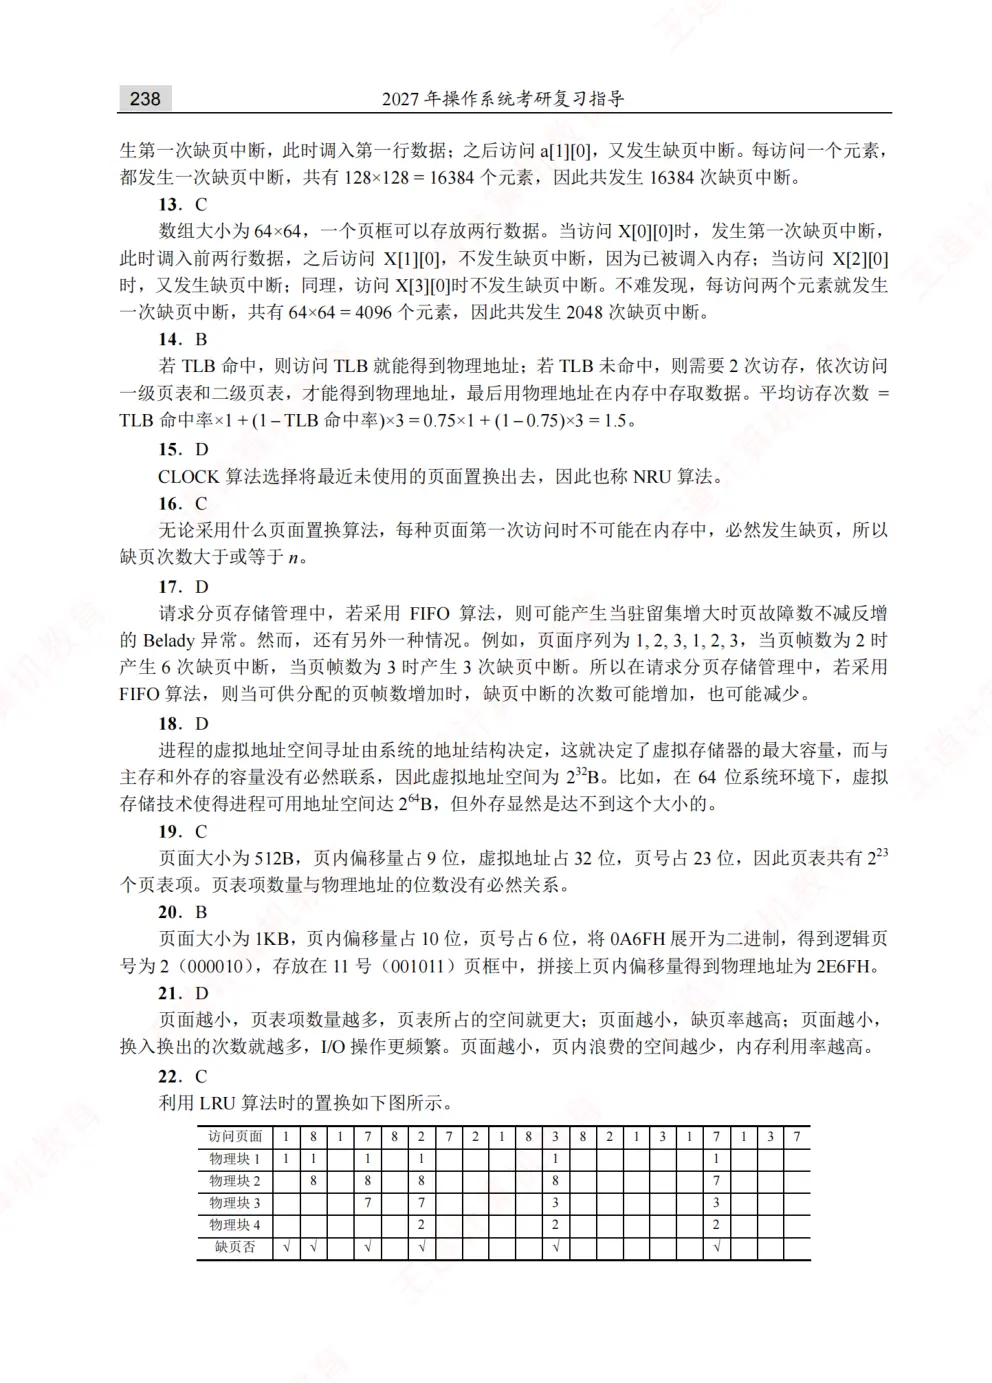 238
2027 年操作系统考研复习指导
生第一次缺页中断，此时调入第一行数据；之后访问 a[1][0]，又发生缺页中断。每访问一个元素，
都发生一次缺页中断，共有 128×128 = 16384 个元素，因此共发生 16384 次缺页中断。
13．C
数组大小为 64×64，一个页框可以存放两行数据。当访问 X[0][0]时，发生第一次缺页中断，
此时调入前两行数据，之后访问 X[1][0]，不发生缺页中断，因为已被调入内存；当访问 X[2][0]
时，又发生缺页中断；同理，访问 X[3][0]时不发生缺页中断。不难发现，每访问两个元素就发生
一次缺页中断，共有 64×64 = 4096 个元素，因此共发生 2048 次缺页中断。
14．B
若 TLB 命中，则访问 TLB 就能得到物理地址；若 TLB 未命中，则需要 2 次访存，依次访问
一级页表和二级页表，才能得到物理地址，最后用物理地址在内存中存取数据。平均访存次数 =
TLB 命中率×1 + (1 – TLB 命中率)×3 = 0.75×1 + (1 – 0.75)×3 = 1.5。
15．D
CLOCK 算法选择将最近未使用的页面置换出去，因此也称 NRU 算法。
16．C
无论采用什么页面置换算法，每种页面第一次访问时不可能在内存中，必然发生缺页，所以
缺页次数大于或等于 n。
17．D
请求分页存储管理中，若采用 FIFO 算法，则可能产生当驻留集增大时页故障数不减反增
的 Belady 异常。然而，还有另外一种情况。例如，页面序列为 1, 2, 3, 1, 2, 3，当页帧数为 2 时
产生 6 次缺页中断，当页帧数为 3 时产生 3 次缺页中断。所以在请求分页存储管理中，若采用
FIFO 算法，则当可供分配的页帧数增加时，缺页中断的次数可能增加，也可能减少。
18．D
进程的虚拟地址空间寻址由系统的地址结构决定，这就决定了虚拟存储器的最大容量，而与
主存和外存的容量没有必然联系，因此虚拟地址空间为 2³²B。比如，在 64 位系统环境下，虚拟
存储技术使得进程可用地址空间达 2⁶⁴B，但外存显然是达不到这个大小的。
19．C
页面大小为 512B，页内偏移量占 9 位，虚拟地址占 32 位，页号占 23 位，因此页表共有 2²³
个页表项。页表项数量与物理地址的位数没有必然关系。
20．B
页面大小为 1KB，页内偏移量占 10 位，页号占 6 位，将 0A6FH 展开为二进制，得到逻辑页
号为 2（000010），存放在 11 号（001011）页框中，拼接上页内偏移量得到物理地址为 2E6FH。
21．D
页面越小，页表项数量越多，页表所占的空间就更大；页面越小，缺页率越高；页面越小，
换入换出的次数就越多，I/O 操作更频繁。页面越小，页内浪费的空间越少，内存利用率越高。
22．C
利用 LRU 算法时的置换如下图所示。
访问页面 1 8 1 7 8 2 7 2 1 8 3 8 2 1 3 1 7 1 3 7
物理块 1 1 1 1 1 1 1
物理块 2 8 8 8 8 7
物理块 3 7 7 3 3
物理块 4 2 2 2
缺页否 √ √ √ √ √ √